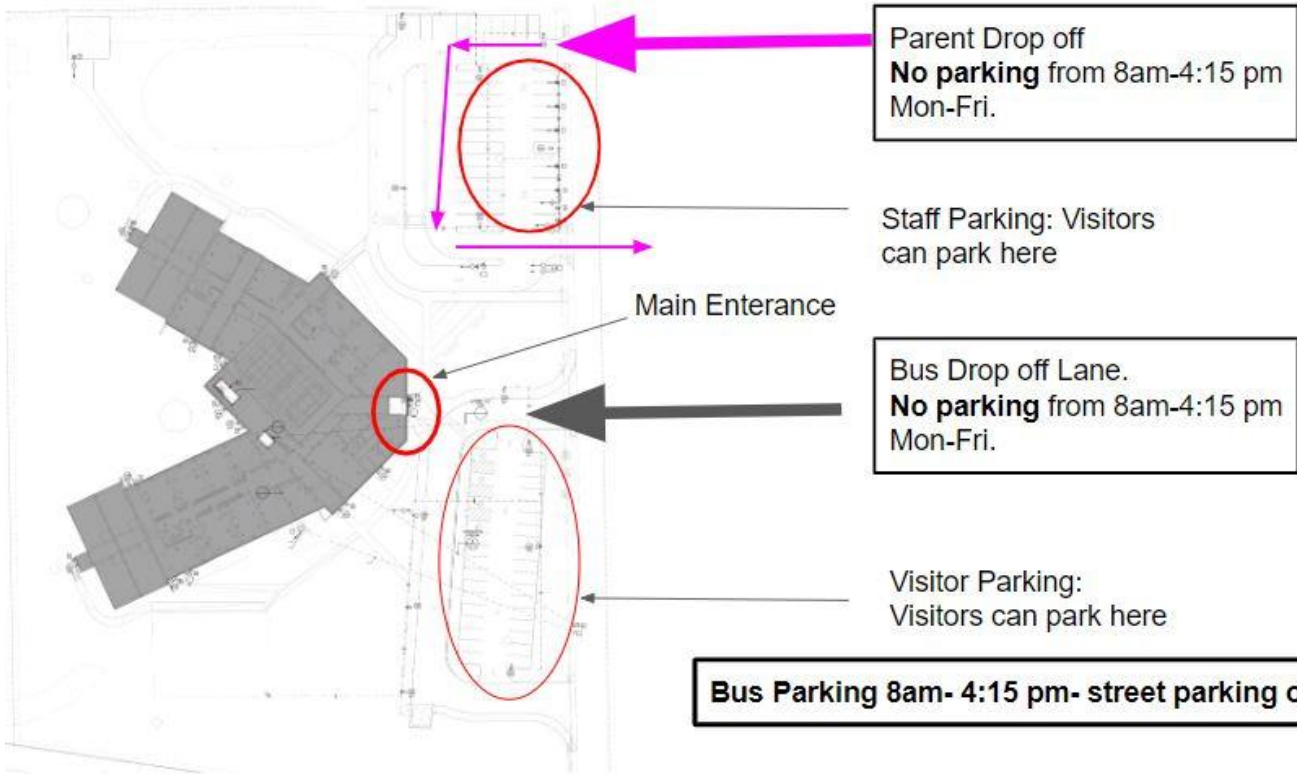 Parent Drop off
No parking from 8am-4:15 pm
Mon-Fri.
Staff Parking: Visitors
can park here
Main Enterance
Bus Drop off Lane.
No parking from 8am-4:15 pm
Mon-Fri.
Visitor Parking:
Visitors can park here
Bus Parking 8am- 4:15 pm- street parking